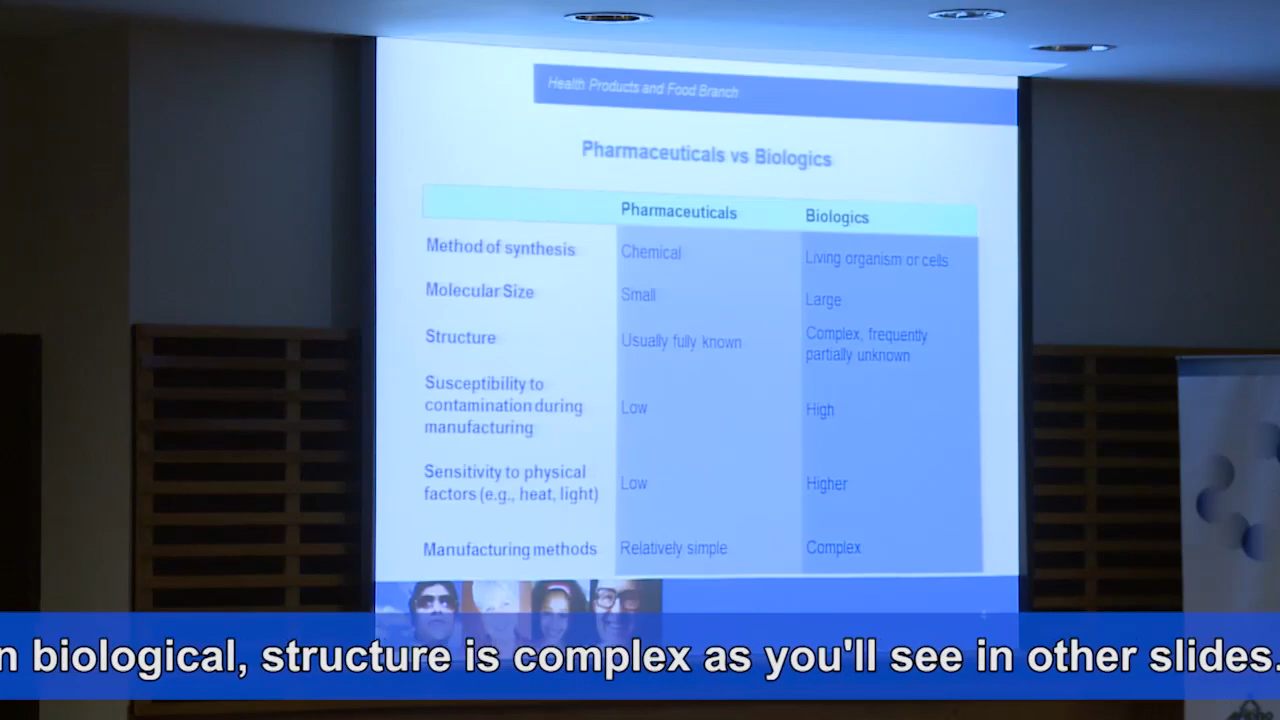 Health Products and Food Branch
Pharmaceuticals vs Biologics
Pharmaceuticals Biologics
Method of synthesis Chemical Living organism or cells
Molecular Size Small Large
Structure Usually fully known Complex, frequently
partially unknown
Susceptibility to
contamination during
manufacturing Low High
Sensitivity to physical
factors (e.g., heat, light) Low Higher
Manufacturing methods Relatively simple Complex
n biological, structure is complex as you'll see in other slides.